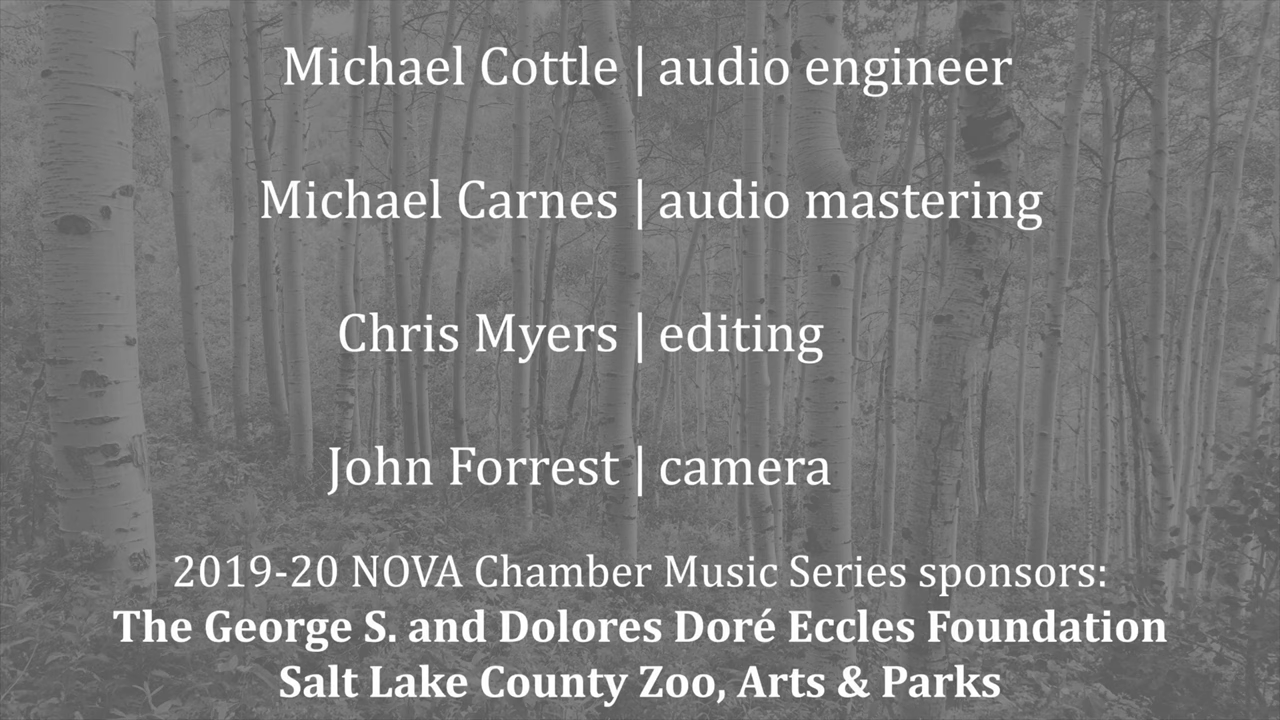 Michael Cottle | audio engineer
Michael Carnes | audio mastering
Chris Myers | editing
John Forrest | camera
2019-20 NOVA Chamber Music Series sponsors:
The George S. and Dolores Doré Eccles Foundation
Salt Lake County Zoo, Arts & Parks